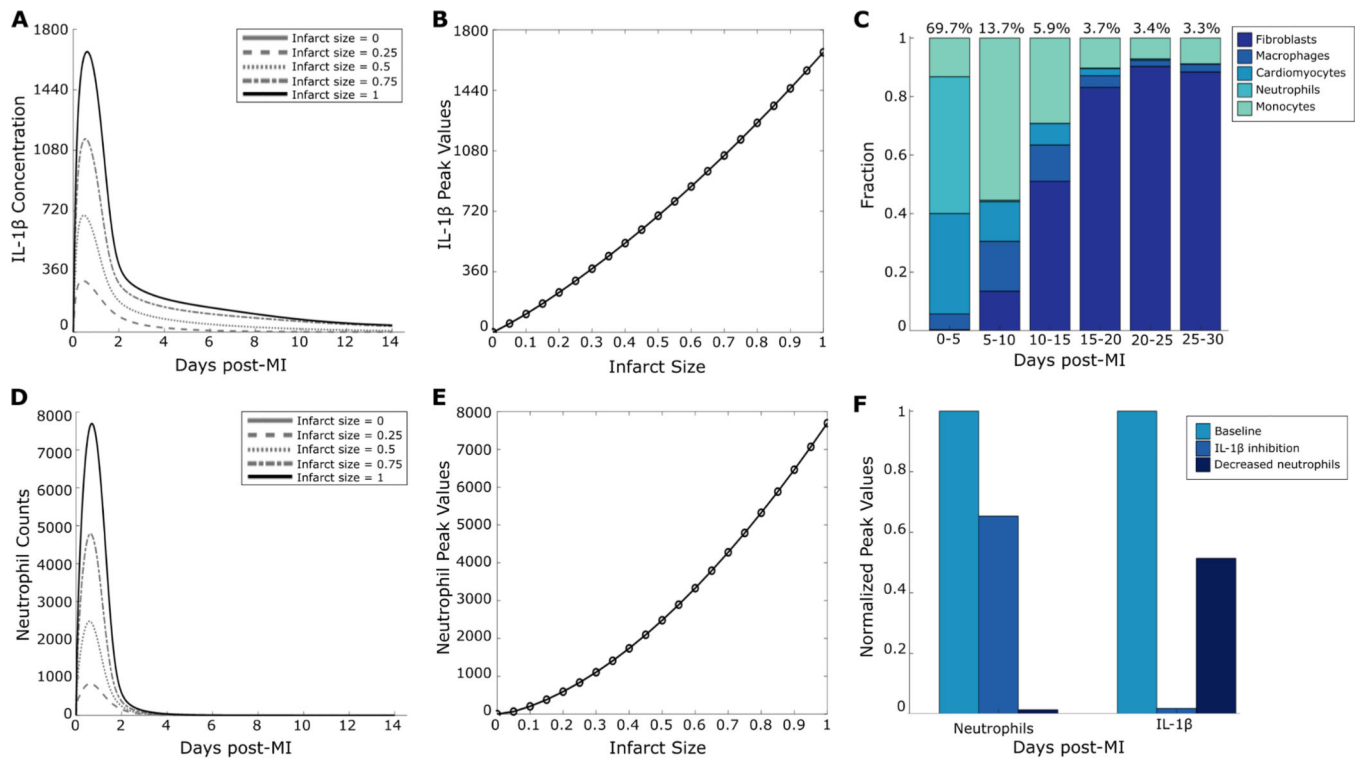 A
IL-1β Concentration
1800
1440
1080
720
360
0
Infarct size = 0
Infarct size = 0.25
Infarct size = 0.5
Infarct size = 0.75
Infarct size = 1
0 2 4 6 8 10 12 14
Days post-MI
B
IL-1β Peak Values
1800
1440
1080
720
360
0
0 0.1 0.2 0.3 0.4 0.5 0.6 0.7 0.8 0.9 1
Infarct Size
C
69.7% 13.7% 5.9% 3.7% 3.4% 3.3%
Fraction
1
0.8
0.6
0.4
0.2
0
0-5 5-10 10-15 15-20 20-25 25-30
Days post-MI
Fibroblasts
Macrophages
Cardiomyocytes
Neutrophils
Monocytes
D
Neutrophil Counts
8000
7000
6000
5000
4000
3000
2000
1000
0
Infarct size = 0
Infarct size = 0.25
Infarct size = 0.5
Infarct size = 0.75
Infarct size = 1
0 2 4 6 8 10 12 14
Days post-MI
E
Neutrophil Peak Values
8000
7000
6000
5000
4000
3000
2000
1000
0
0 0.1 0.2 0.3 0.4 0.5 0.6 0.7 0.8 0.9 1
Infarct Size
F
Normalized Peak Values
1
0.8
0.6
0.4
0.2
0
Baseline
IL-1β inhibition
Decreased neutrophils
Neutrophils IL-1β
Days post-MI